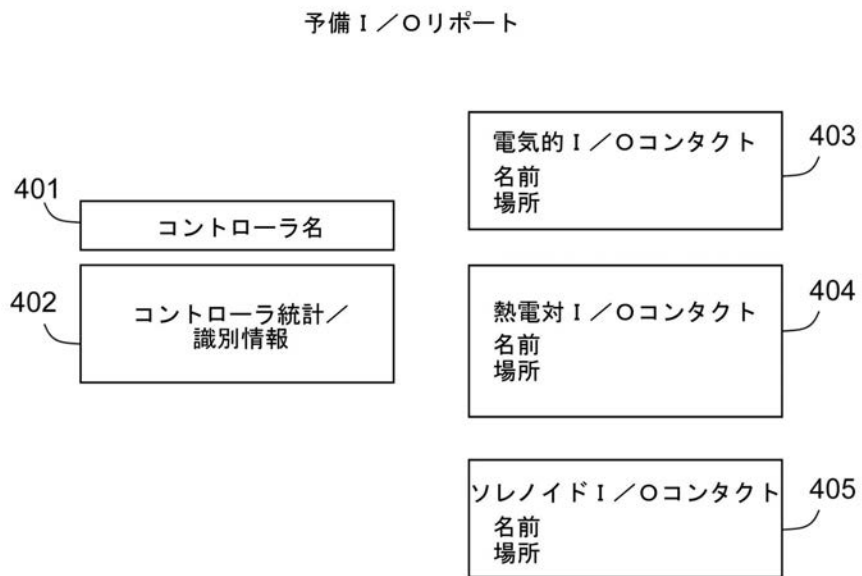 予備Ｉ／Ｏリポート
401
コントローラ名
402
コントローラ統計／
識別情報
電気的Ｉ／Ｏコンタクト
名前
場所
403
熱電対Ｉ／Ｏコンタクト
名前
場所
404
ソレノイドＩ／Ｏコンタクト
名前
場所
405